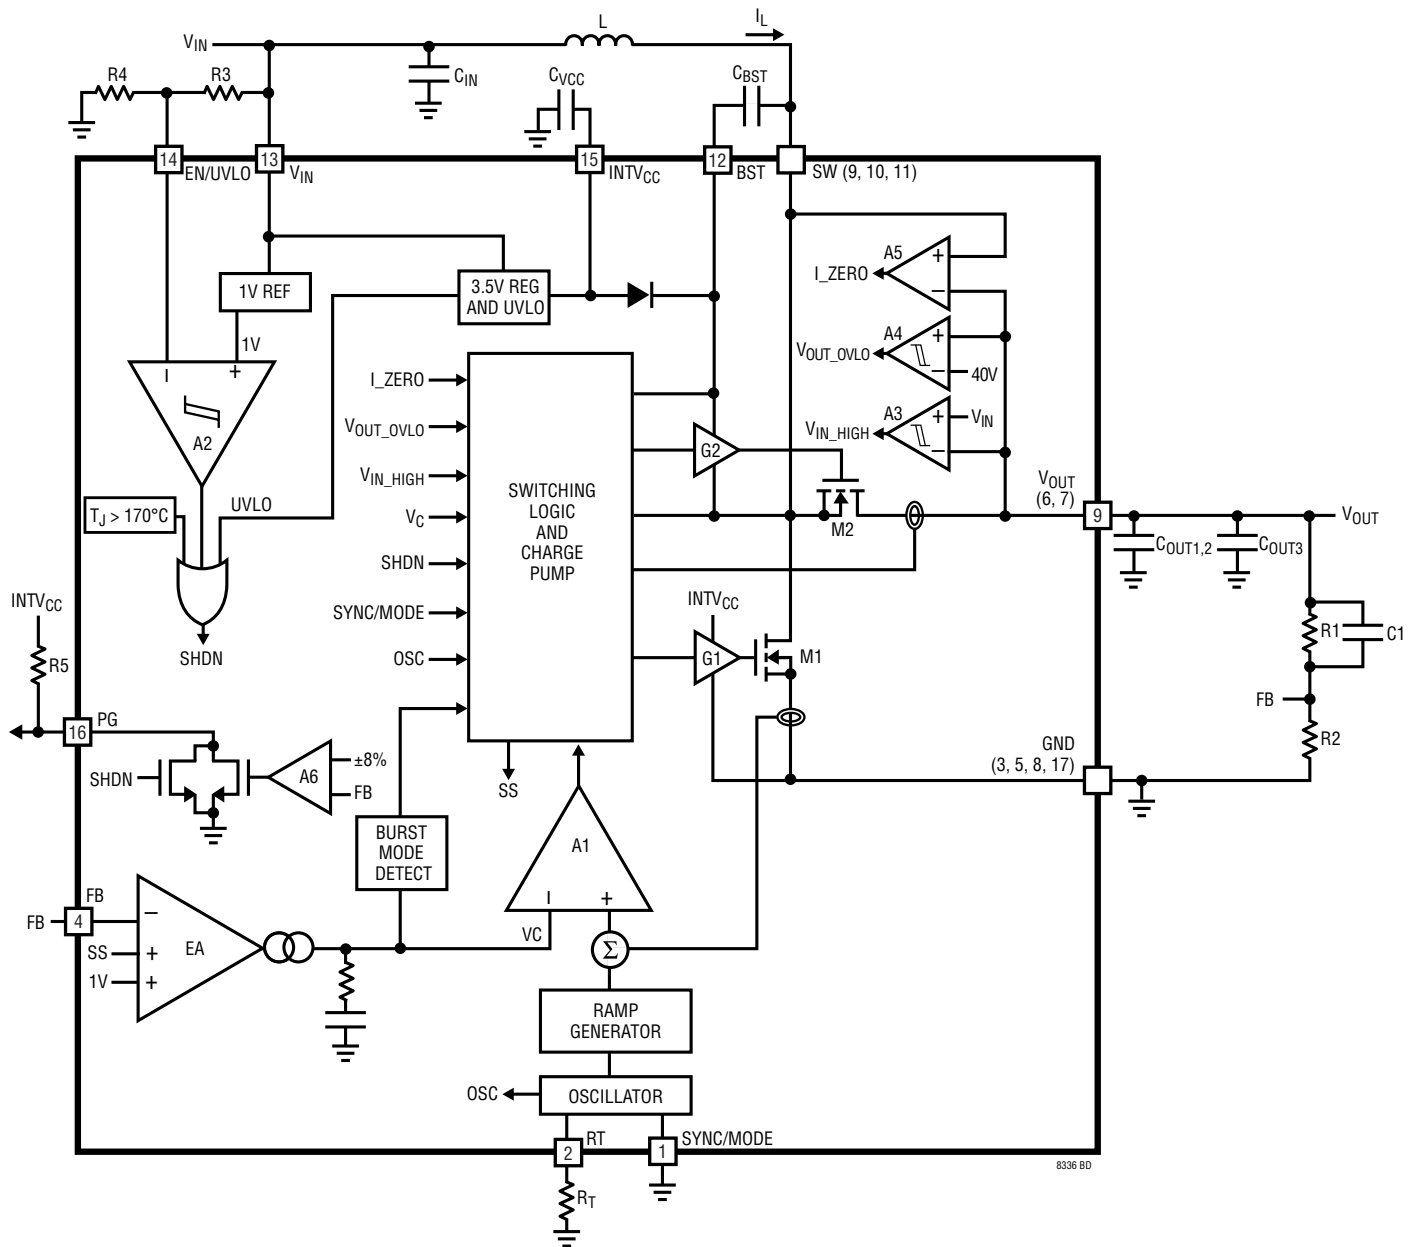 L
I_L
V_IN
R4
R3
C_IN
C_VCC
C_BST
14
13
15
12
EN/UVLO
V_IN
INTV_CC
BST
SW (9, 10, 11)
A5
+
–
I_ZERO
1V REF
3.5V REG
AND UVLO
1V
A4
+
–
V_OUT_OVLO
40V
–
+
A2
I_ZERO
V_OUT_OVLO
V_IN_HIGH
V_C
SHDN
SYNC/MODE
OSC
A3
+
–
V_IN
V_IN_HIGH
G2
T_J > 170°C
UVLO
SWITCHING
LOGIC
AND
CHARGE
PUMP
M2
V_OUT
(6, 7)
9
V_OUT
C_OUT1,2
C_OUT3
INTV_CC
R5
SHDN
INTV_CC
G1
M1
R1
C1
FB
R2
16
PG
SHDN
A6
±8%
FB
SS
GND
(3, 5, 8, 17)
BURST
MODE
DETECT
A1
–
+
FB
4
FB
SS
1V
–
+
+
EA
VC
Σ
RAMP
GENERATOR
OSC
OSCILLATOR
RT
2
1
SYNC/MODE
R_T
8336 BD